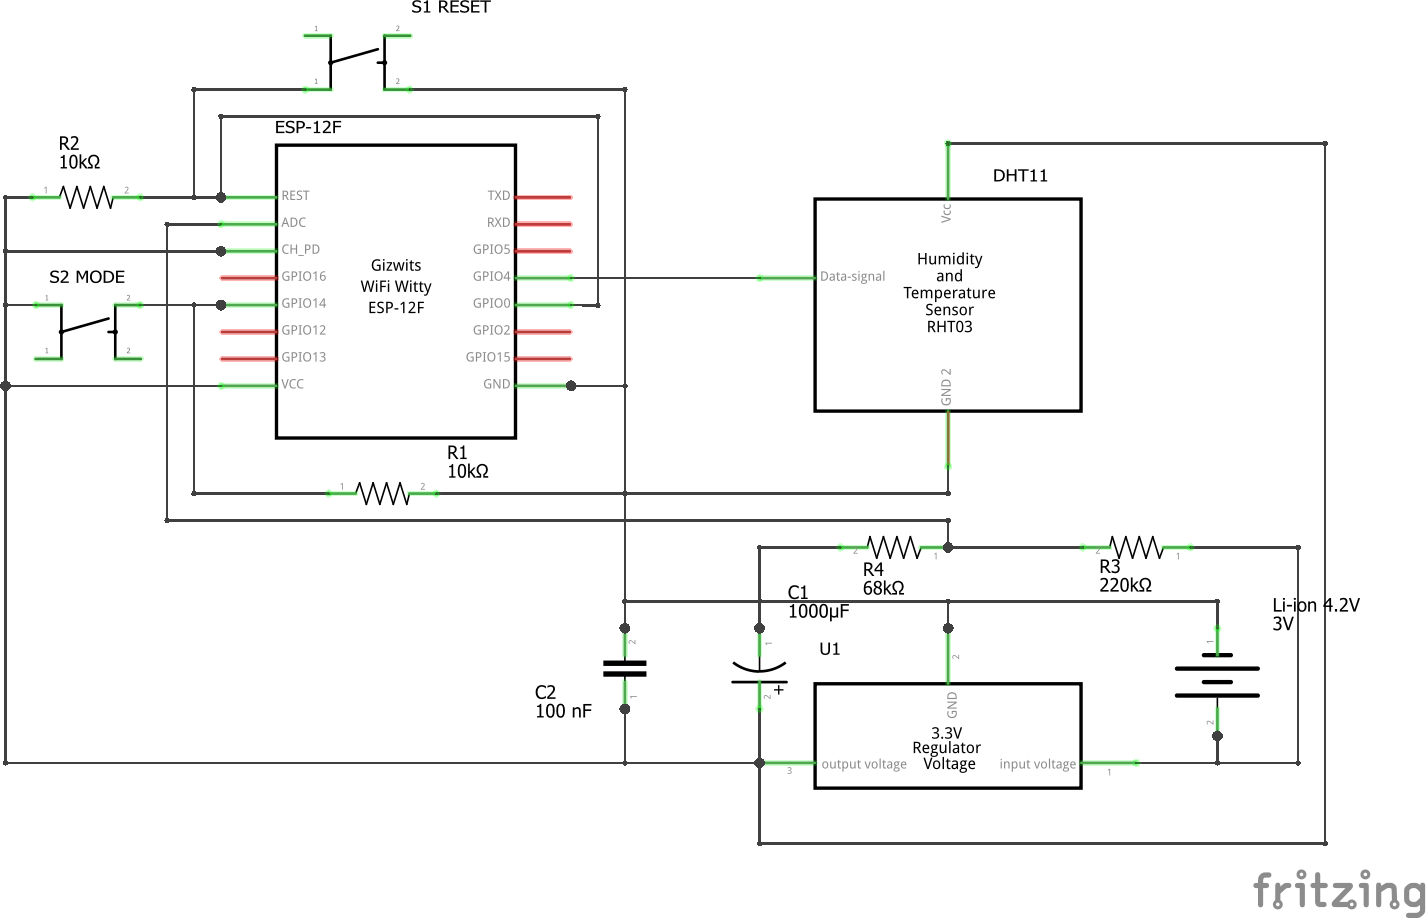 S1 RESET
1
2
1
2
ESP-12F
R2
10kΩ
1
2
REST
ADC
CH_PD
GPIO16
GPIO14
GPIO12
GPIO13
VCC
Gizwits
WiFi Witty
ESP-12F
TXD
RXD
GPIO5
GPIO4
GPIO0
GPIO2
GPIO15
GND
S2 MODE
1
2
1
2
DHT11
Vcc
Data-signal
Humidity
and
Temperature
Sensor
RHT03
GND 2
R1
10kΩ
1
2
2
1
R4
68kΩ
2
1
R3
220kΩ
C1
1000µF
1
2
+
U1
Li-ion 4.2V
3V
1
2
C2
100 nF
2
1
2
GND
3.3V
Regulator
Voltage
output voltage
input voltage
3
1
fritzing